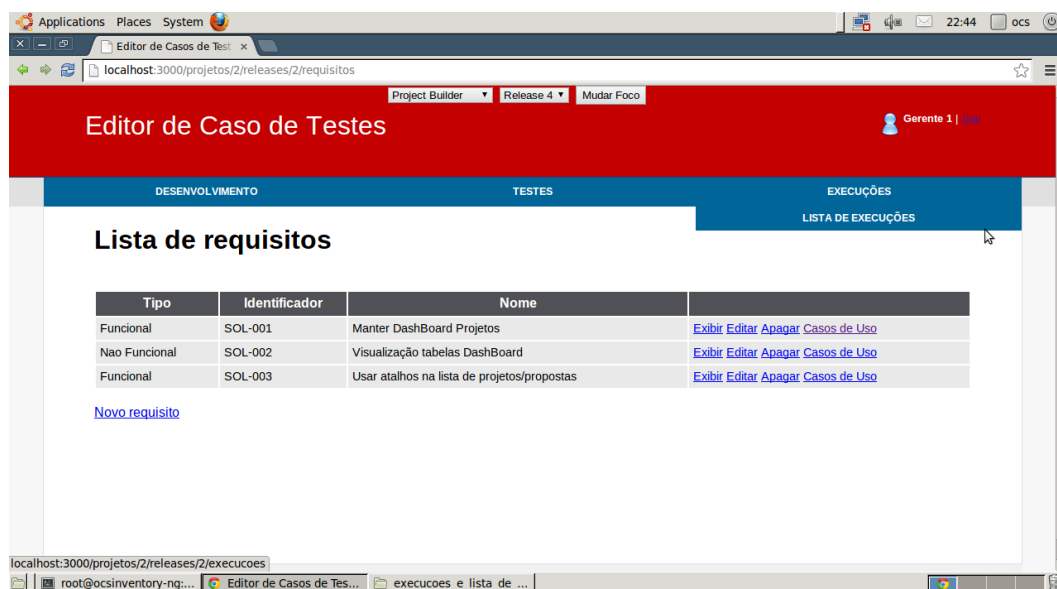 Applications Places System 22:44 ocs
Editor de Casos de Test x
localhost:3000/projetos/2/releases/2/requisitos
Project Builder Release 4 Mudar Foco
Editor de Caso de Testes
Gerente 1 |
DESENVOLVIMENTO TESTES EXECUÇÕES
LISTA DE EXECUÇÕES
Lista de requisitos
Tipo Identificador Nome
Funcional SOL-001 Manter DashBoard Projetos Exibir Editar Apagar Casos de Uso
Nao Funcional SOL-002 Visualização tabelas DashBoard Exibir Editar Apagar Casos de Uso
Funcional SOL-003 Usar atalhos na lista de projetos/propostas Exibir Editar Apagar Casos de Uso
Novo requisito
localhost:3000/projetos/2/releases/2/execucoes
root@ocsinventory-ng:... Editor de Casos de Tes... execucoes e lista de ...